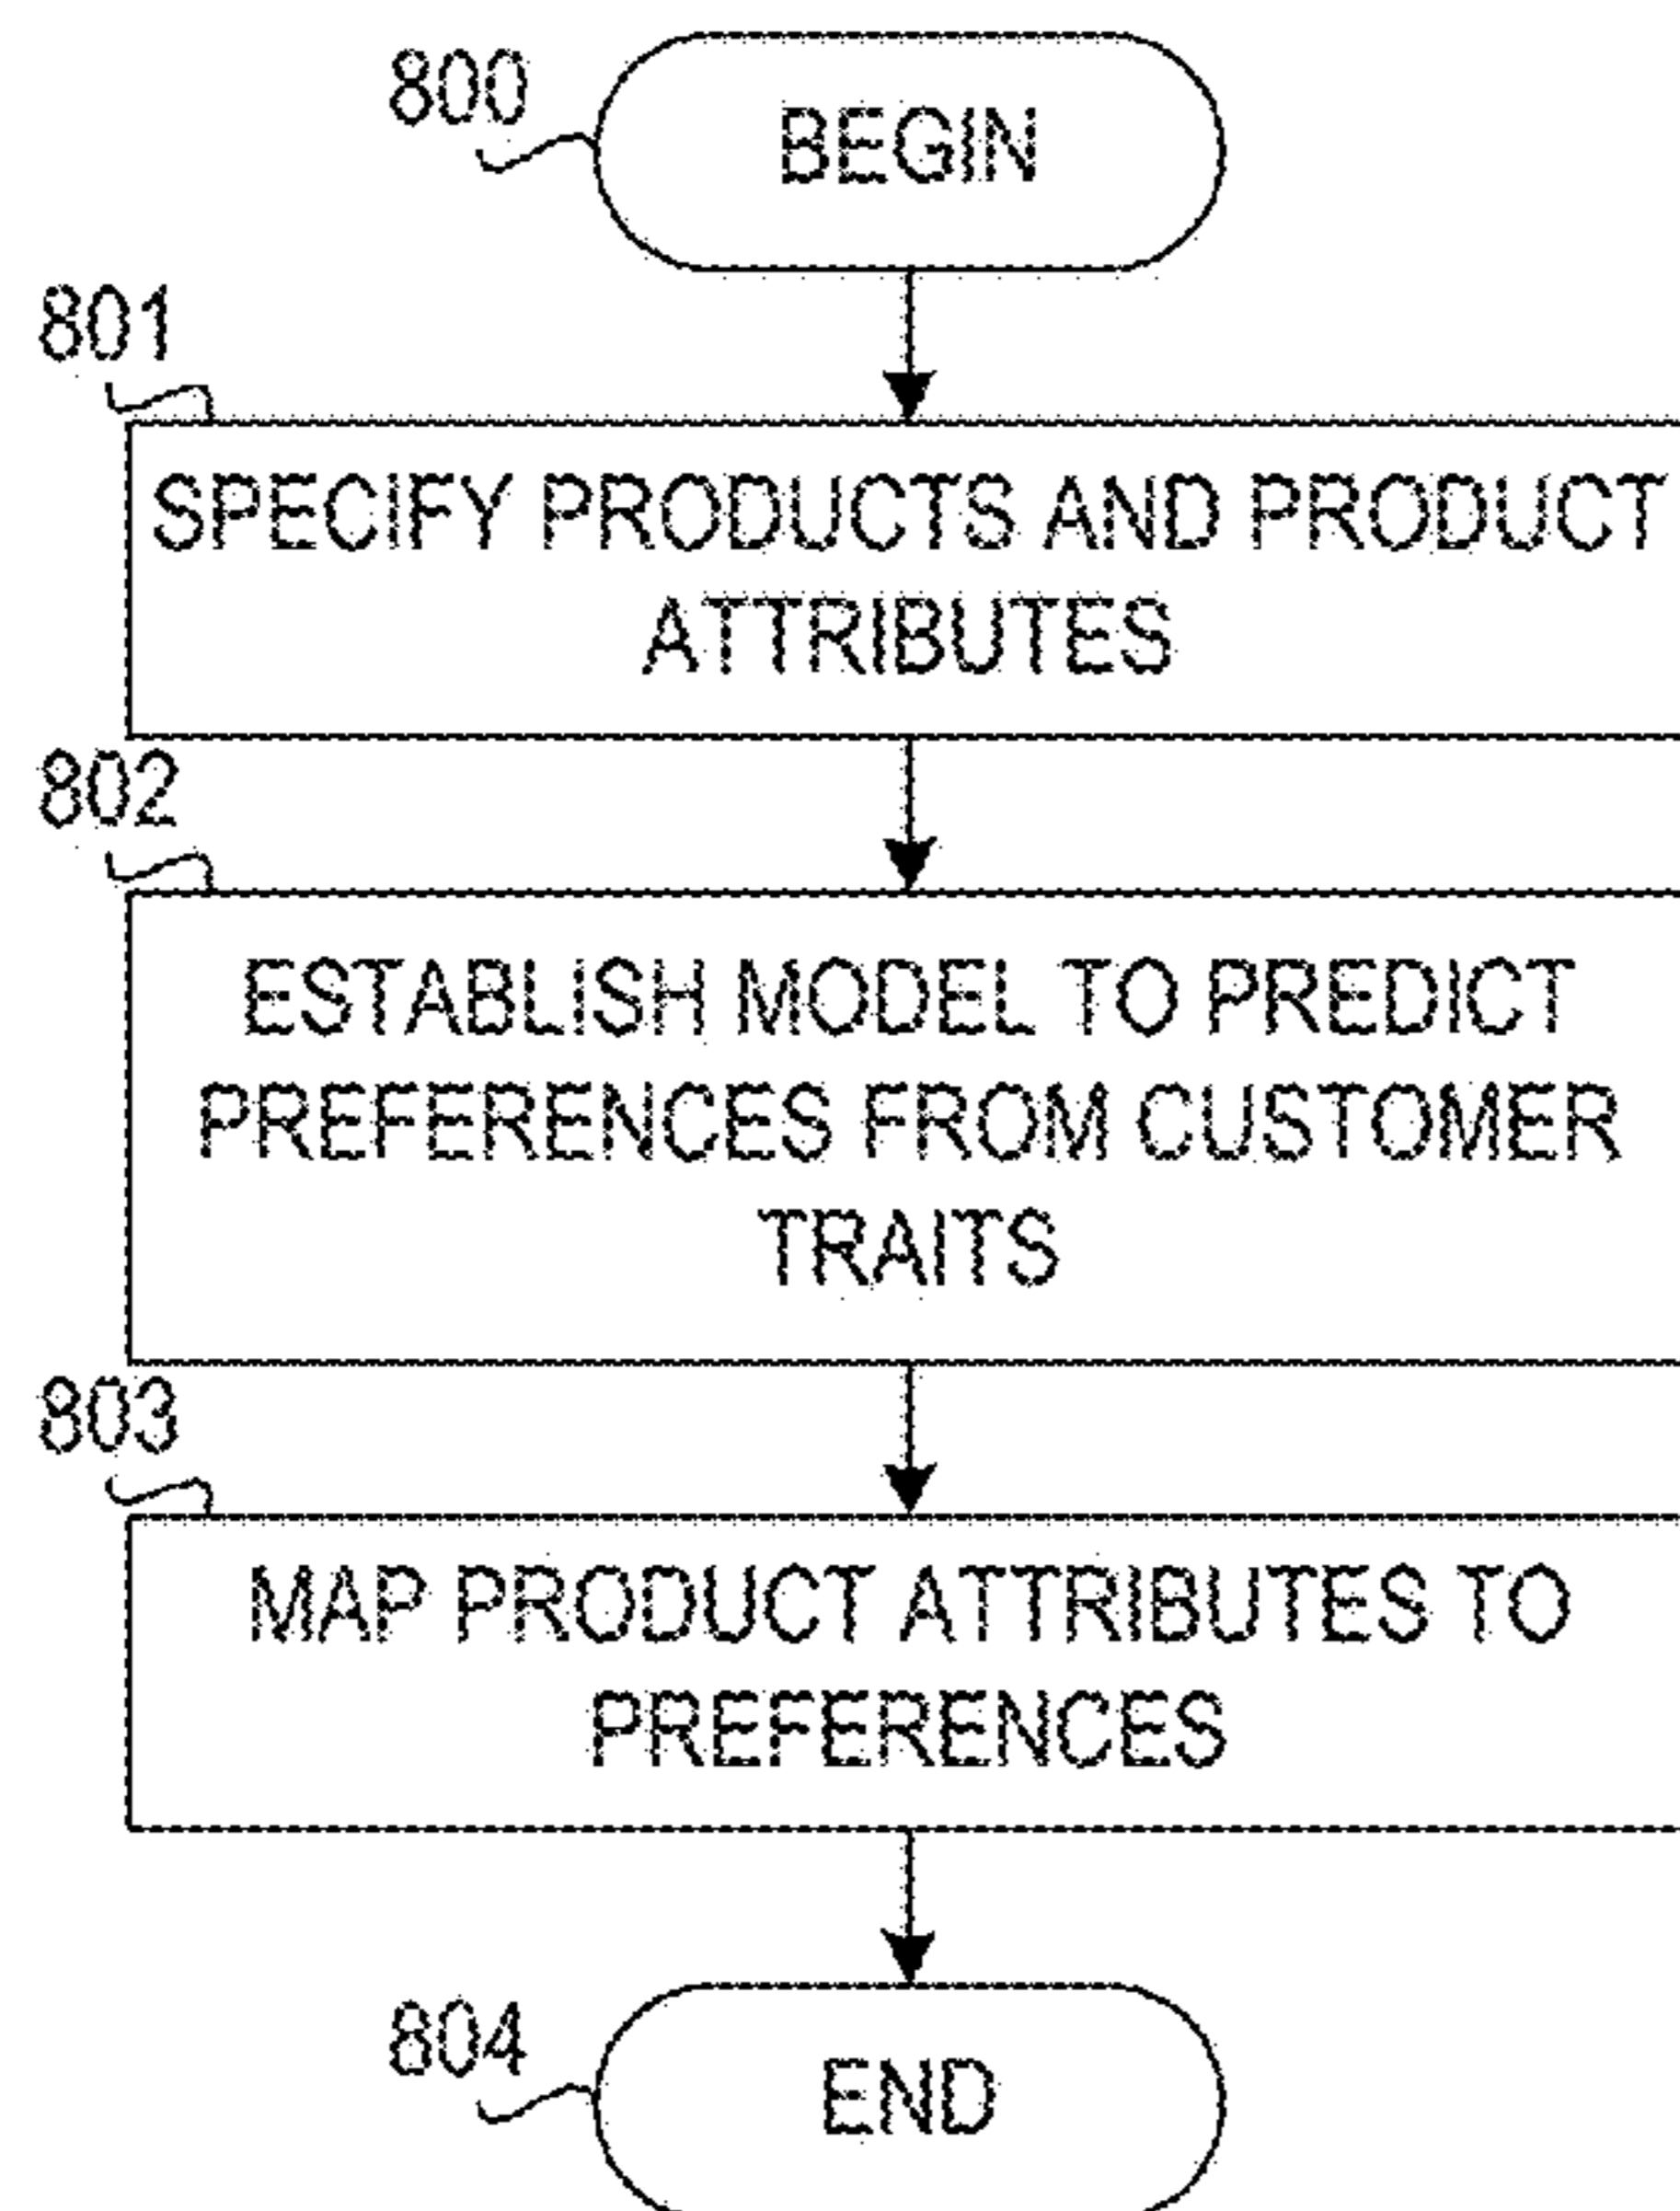 800
BEGIN
801
SPECIFY PRODUCTS AND PRODUCT
ATTRIBUTES
802
ESTABLISH MODEL TO PREDICT
PREFERENCES FROM CUSTOMER
TRAITS
803
MAP PRODUCT ATTRIBUTES TO
PREFERENCES
804
END